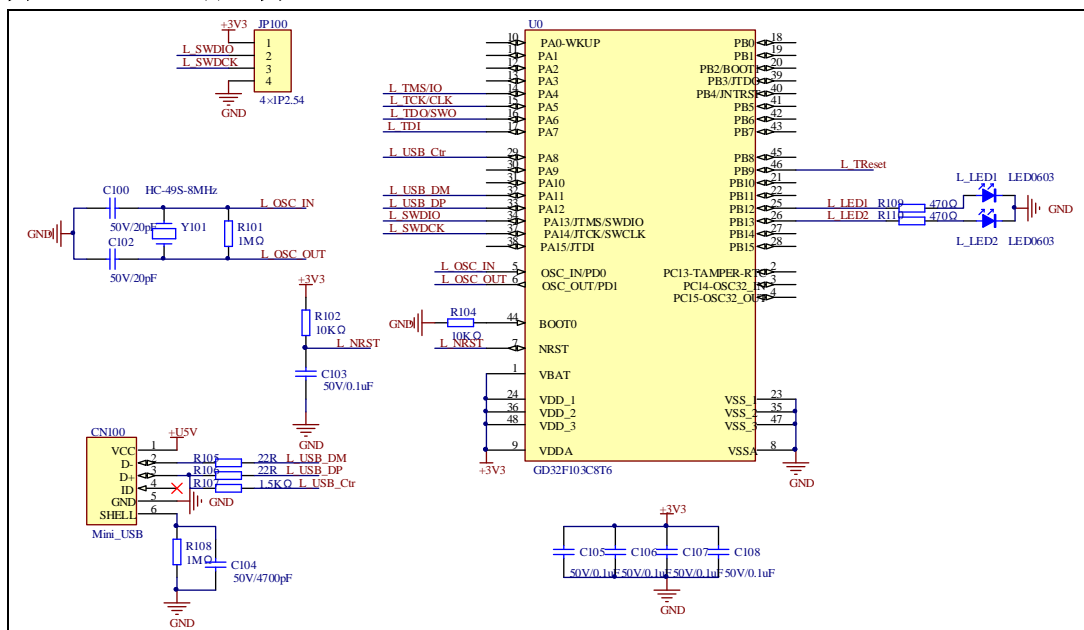 +3V3
JP100
L_SWDIO
L_SWDCK
1
2
3
4
GND
4×1P2.54
C100
HC-49S-8MHz
L_OSC_IN
GND
50V/20pF
C102
Y101
R101
1MΩ
L_OSC_OUT
50V/20pF
+3V3
R102
10KΩ
L_NRST
C103
50V/0.1uF
GND
CN100
+U5V
VCC 1
D- 2 R105 22R L_USB_DM
D+ 3 R106 22R L_USB_DP
ID 4 R107 1.5KΩ L_USB_Ctr
GND 5 GND
SHELL 6
Mini_USB
R108
1MΩ
C104
50V/4700pF
GND
U0
10 PA0-WKUP
11 PA1
12 PA2
13 PA3
L_TMS/IO 14 PA4
L_TCK/CLK 15 PA5
L_TDO/SWO 16 PA6
L_TDI 17 PA7
L_USB_Ctr 29 PA8
30 PA9
31 PA10
L_USB_DM 32 PA11
L_USB_DP 33 PA12
L_SWDIO 34 PA13/JTMS/SWDIO
L_SWDCK 37 PA14/JTCK/SWCLK
38 PA15/JTDI
L_OSC_IN 5 OSC_IN/PD0
L_OSC_OUT 6 OSC_OUT/PD1
GND R104 10KΩ 44 BOOT0
L_NRST 7 NRST
1 VBAT
24 VDD_1
36 VDD_2
48 VDD_3
9 VDDA
+3V3
GD32F103C8T6
PB0 18
PB1 19
PB2/BOOT1 20
PB3/JTDO 39
PB4/JNTRST 40
PB5 41
PB6 42
PB7 43
PB8 45
PB9 46 L_TReset
PB10 21
PB11 22
PB12 25 L_LED1 R109 470Ω
PB13 26 L_LED2 R110 470Ω
PB14 27
PB15 28
L_LED1 LED0603
GND
L_LED2 LED0603
PC13-TAMPER-RTC 2
PC14-OSC32_IN 3
PC15-OSC32_OUT 4
VSS_1 23
VSS_2 35
VSS_3 47
VSSA 8
GND
+3V3
C105 C106 C107 C108
50V/0.1uF 50V/0.1uF 50V/0.1uF 50V/0.1uF
GND